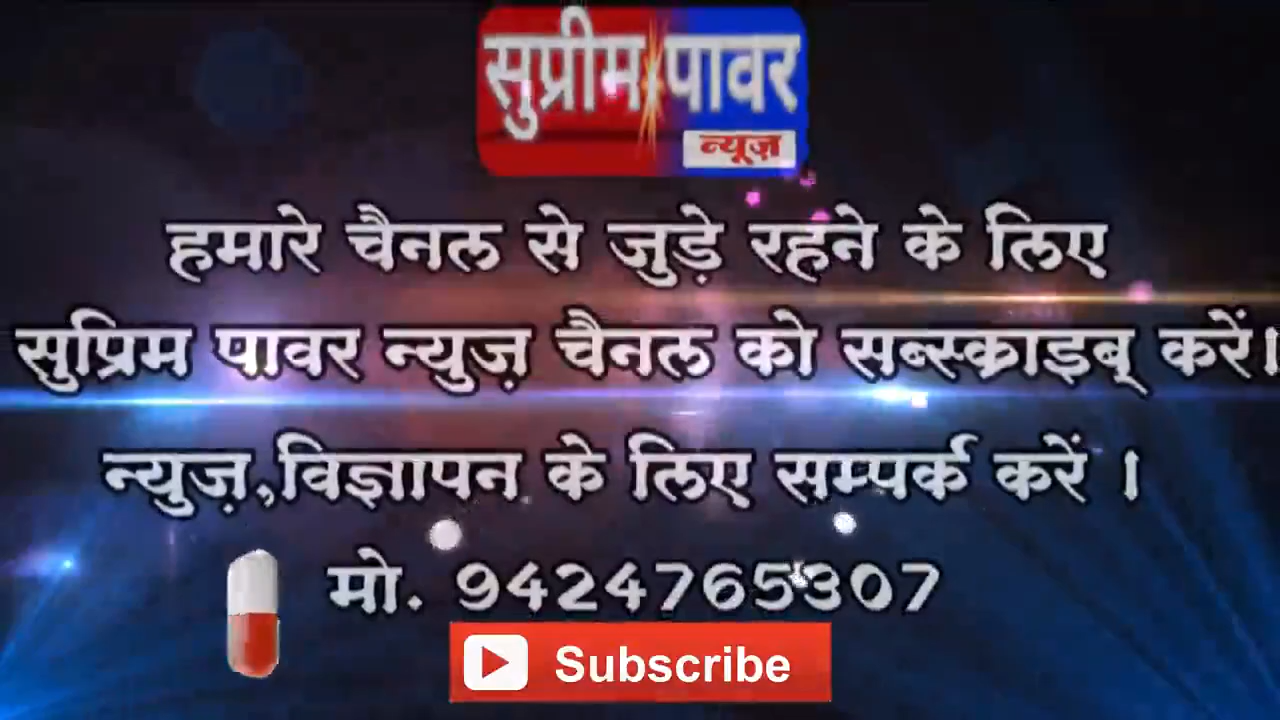 सुप्रीम पावर
न्यूज़
हमारे चैनल से जुड़े रहने के लिए
सुप्रिम पावर न्युज़ चैनल को सब्स्क्राइब् करें।
न्युज़,विज्ञापन के लिए सम्पर्क करें ।
मो. 9424765307
Subscribe